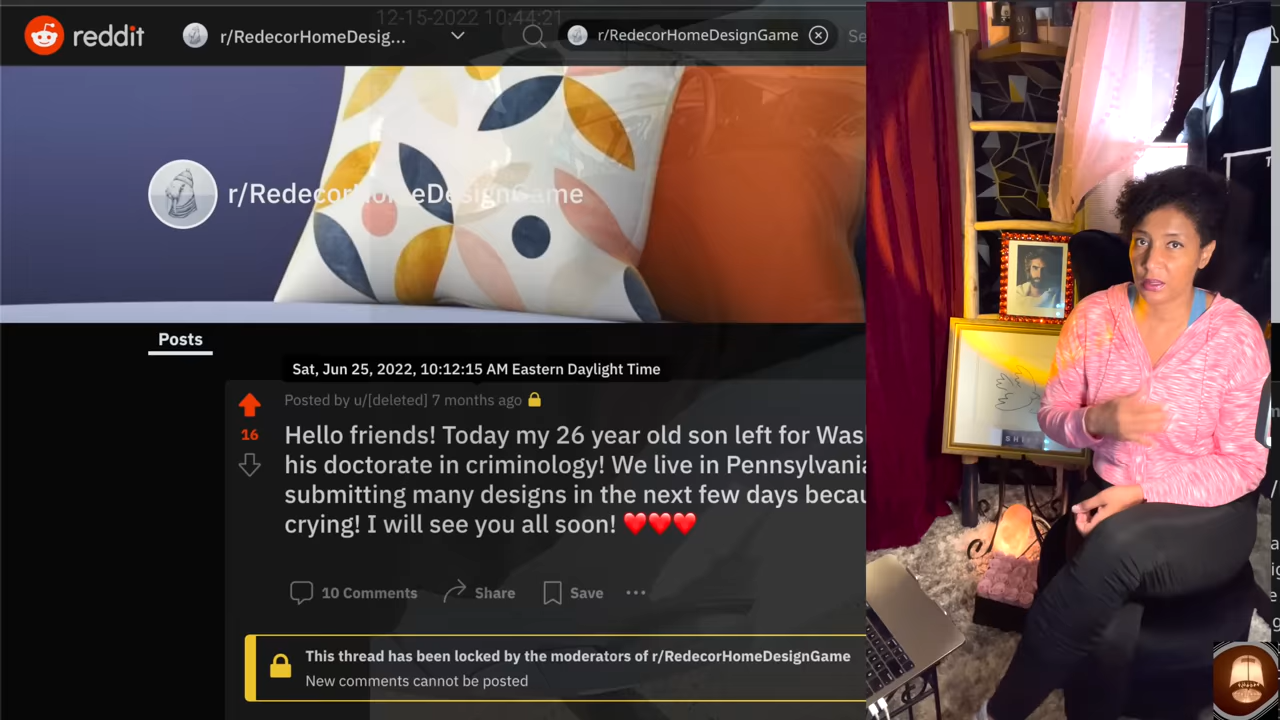 12-15-2022 10:44:21
reddit
r/RedecorHomeDesig...
r/RedecorHomeDesignGame
Se
r/RedecorHomeDesignGame
Posts
Sat, Jun 25, 2022, 10:12:15 AM Eastern Daylight Time
Posted by u/[deleted] 7 months ago
16
Hello friends! Today my 26 year old son left for Was
his doctorate in criminology! We live in Pennsylvania
submitting many designs in the next few days becau
crying! I will see you all soon! ❤️❤️❤️
10 Comments
Share
Save
This thread has been locked by the moderators of r/RedecorHomeDesignGame
New comments cannot be posted